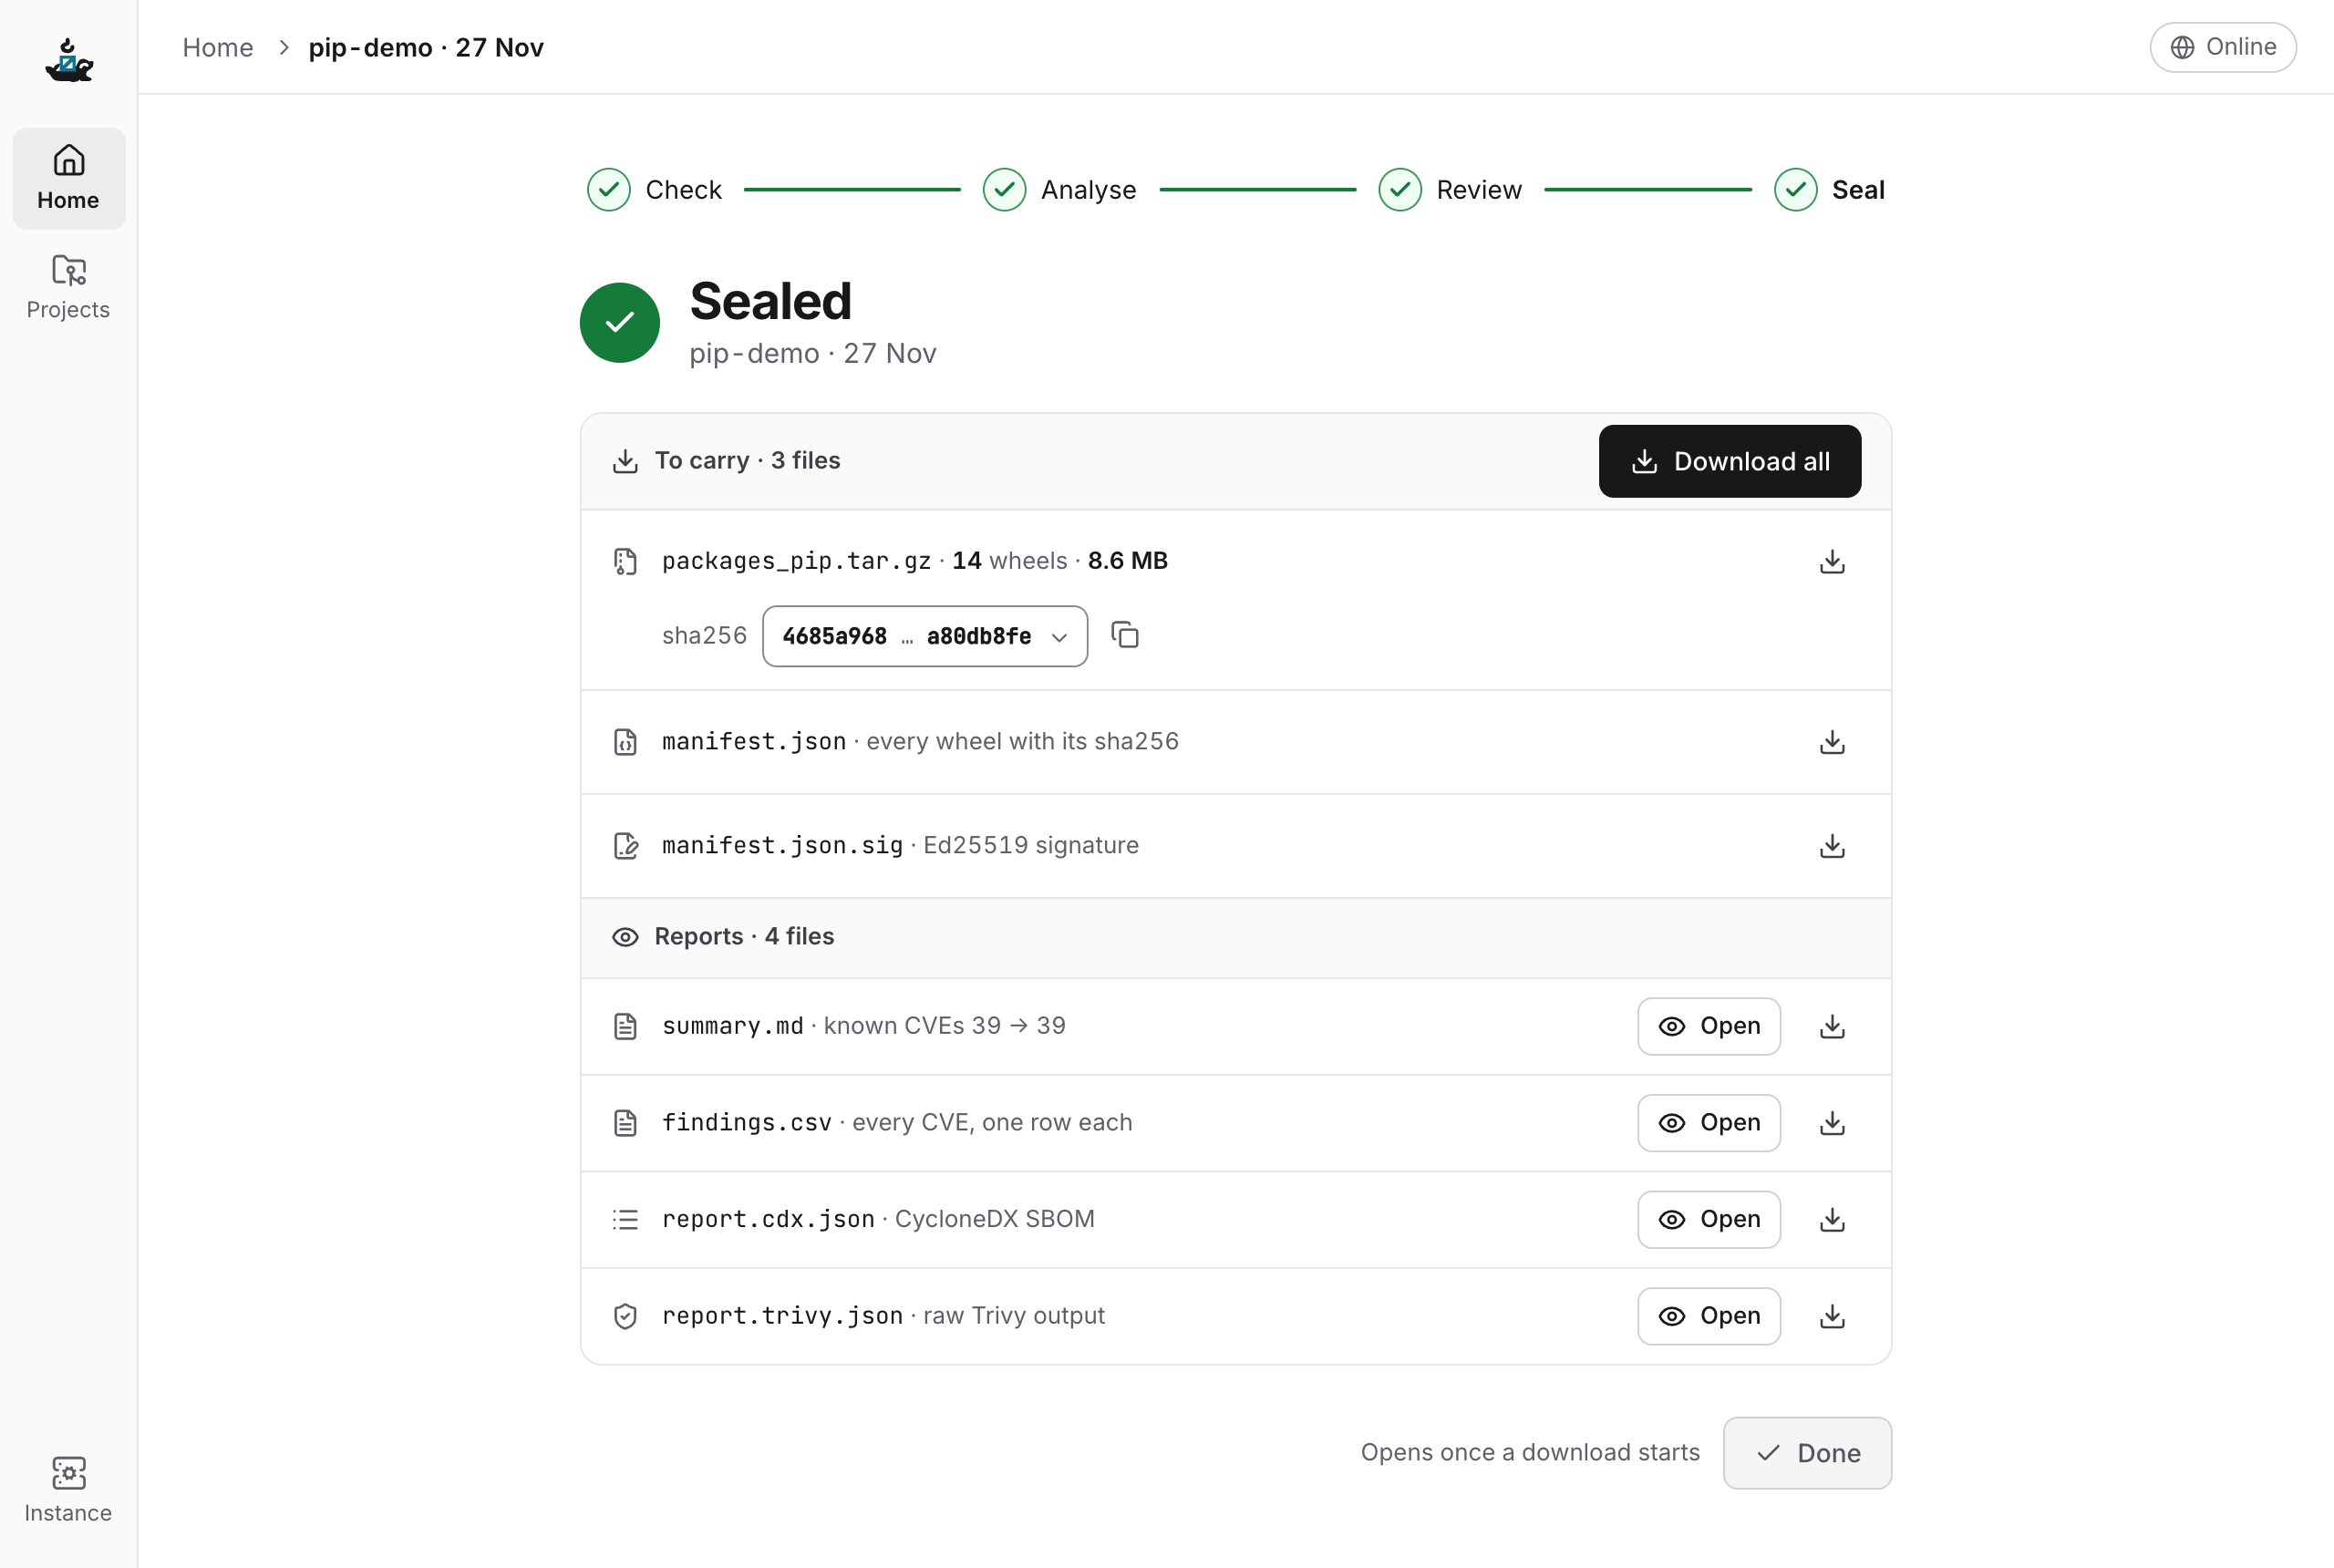 Home > pip-demo · 27 Nov
Online
Home
Projects
Instance
Check
Analyse
Review
Seal
Sealed
pip-demo · 27 Nov
To carry · 3 files
Download all
packages_pip.tar.gz · 14 wheels · 8.6 MB
sha256 4685a968 … a80db8fe
manifest.json · every wheel with its sha256
manifest.json.sig · Ed25519 signature
Reports · 4 files
summary.md · known CVEs 39 → 39
Open
findings.csv · every CVE, one row each
Open
report.cdx.json · CycloneDX SBOM
Open
report.trivy.json · raw Trivy output
Open
Opens once a download starts
Done